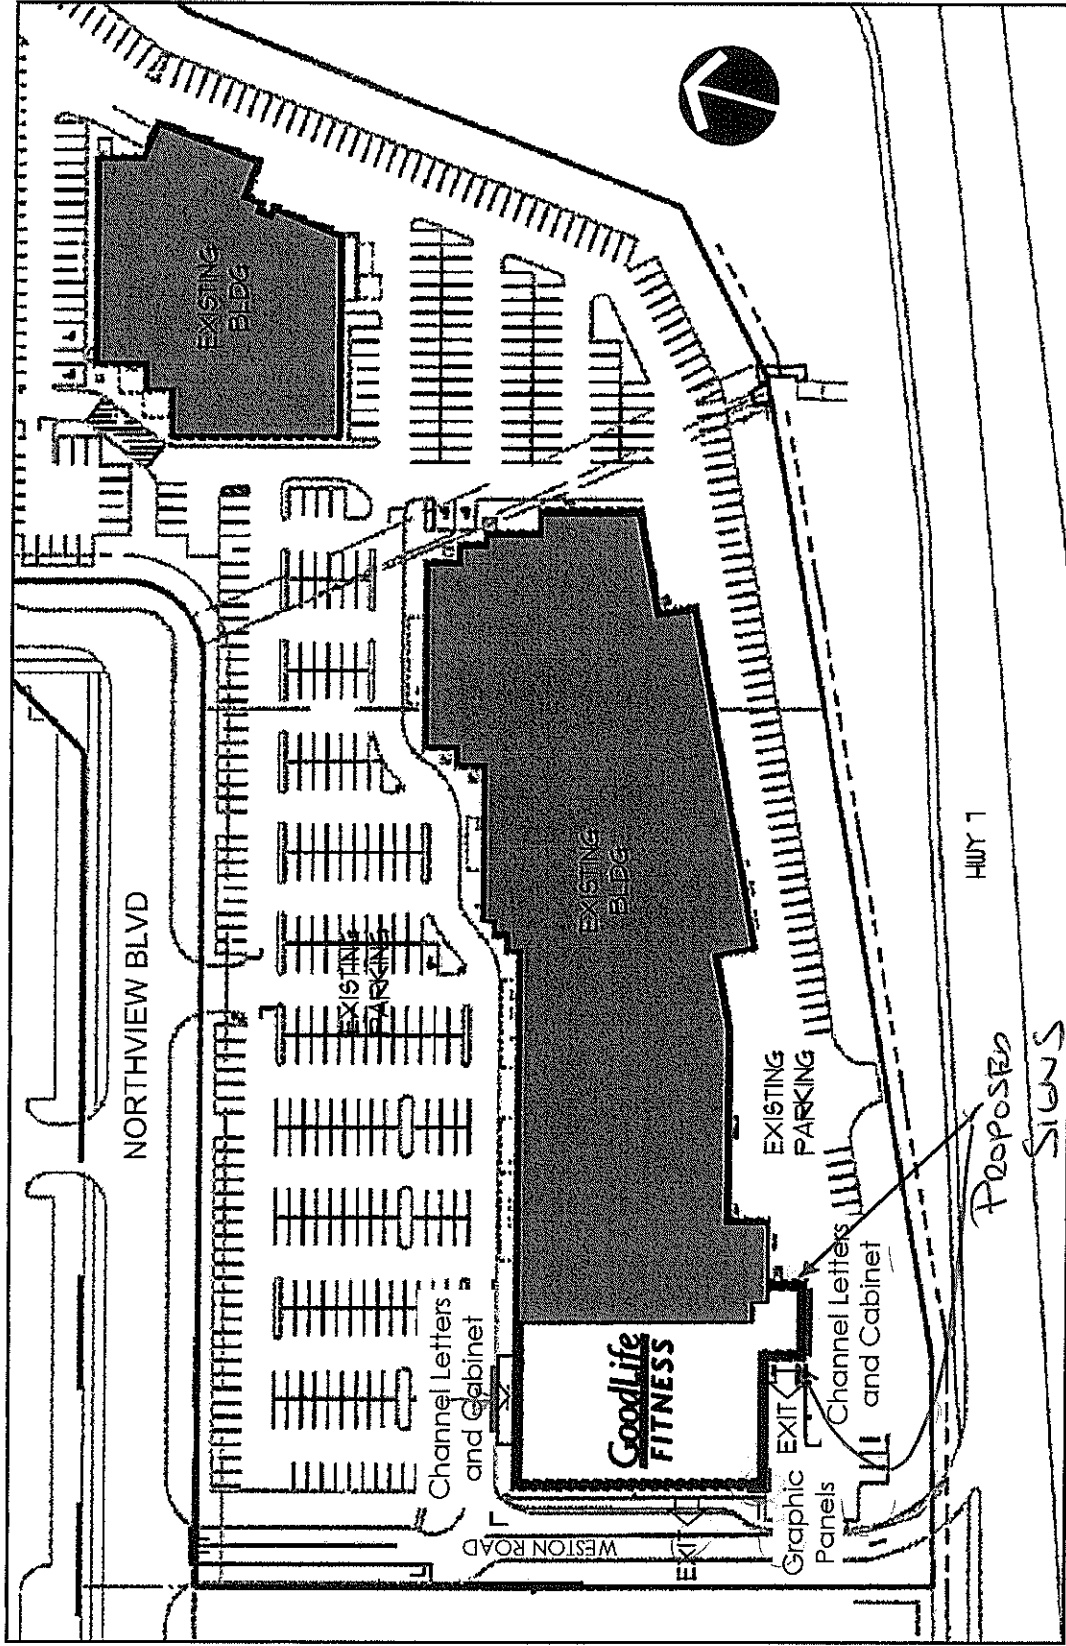 NORTHVIEW BLVD
EXISTING
BLDG
EXISTING
PARKING
EXISTING
BLDG
EXISTING
PARKING
Channel Letters
and Cabinet
GoodLife
FITNESS
WESTON ROAD
EXIT
EXIT
Graphic
Panels
Channel Letters
and Cabinet
HWY 7
PROPOSED
SIGNS